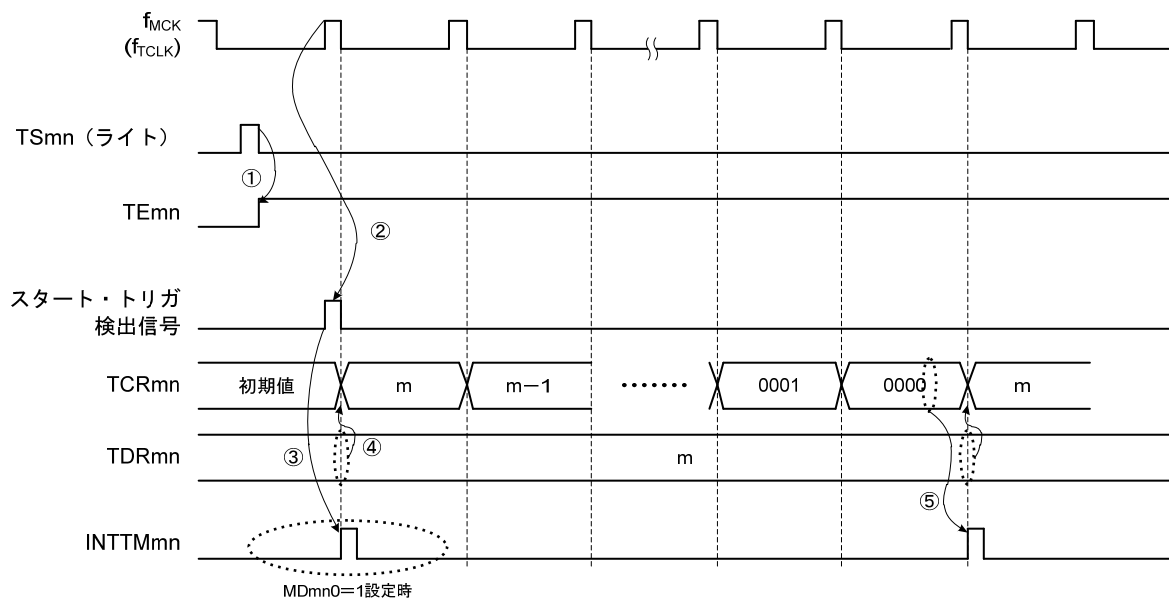 fMCK
(fTCLK)
TSmn（ライト）
①
TEmn
②
スタート・トリガ
検出信号
TCRmn
初期値
m
m－1
･･･････
0001
0000
m
TDRmn
③
④
m
⑤
INTTMmn
MDmn0＝1設定時